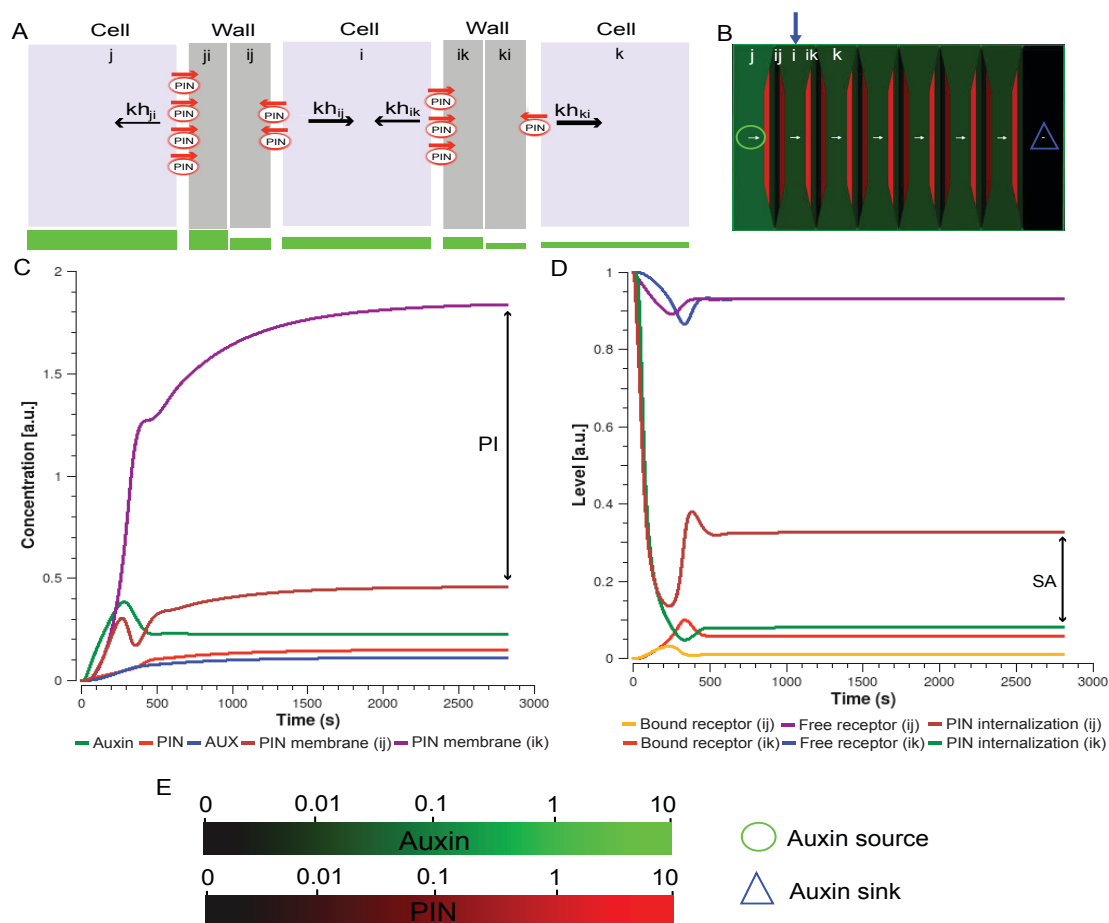 A
Cell
Wall
Cell
Wall
Cell
j
ji
ij
i
ik
ki
k
PIN
PIN
PIN
PIN
PIN
PIN
PIN
PIN
PIN
PIN
kh_ji
kh_ij
kh_ik
kh_ki
B
j ij i ik k
C
Concentration [a.u.]
2
1.5
1
0.5
0
0 500 1000 1500 2000 2500 3000
Time (s)
PI
Auxin PIN AUX PIN membrane (ij) PIN membrane (ik)
D
Level [a.u.]
1
0.8
0.6
0.4
0.2
0
0 500 1000 1500 2000 2500 3000
Time (s)
SA
Bound receptor (ij) Free receptor (ij) PIN internalization (ij)
Bound receptor (ik) Free receptor (ik) PIN internalization (ik)
E
0 0.01 0.1 1 10
Auxin
0 0.01 0.1 1 10
PIN
Auxin source
Auxin sink